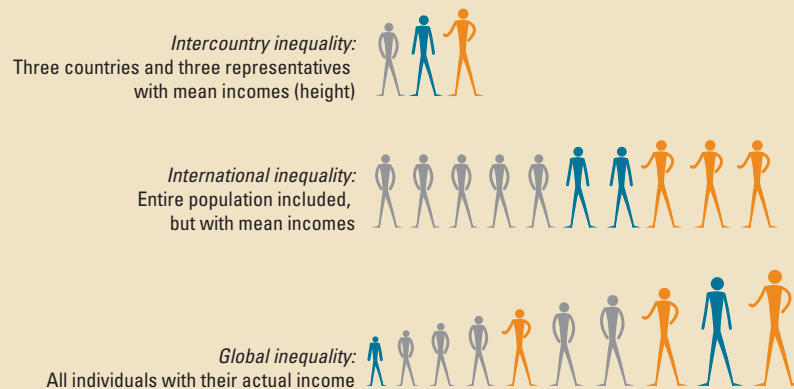 Intercountry inequality:
Three countries and three representatives
with mean incomes (height)
International inequality:
Entire population included,
but with mean incomes
Global inequality:
All individuals with their actual income